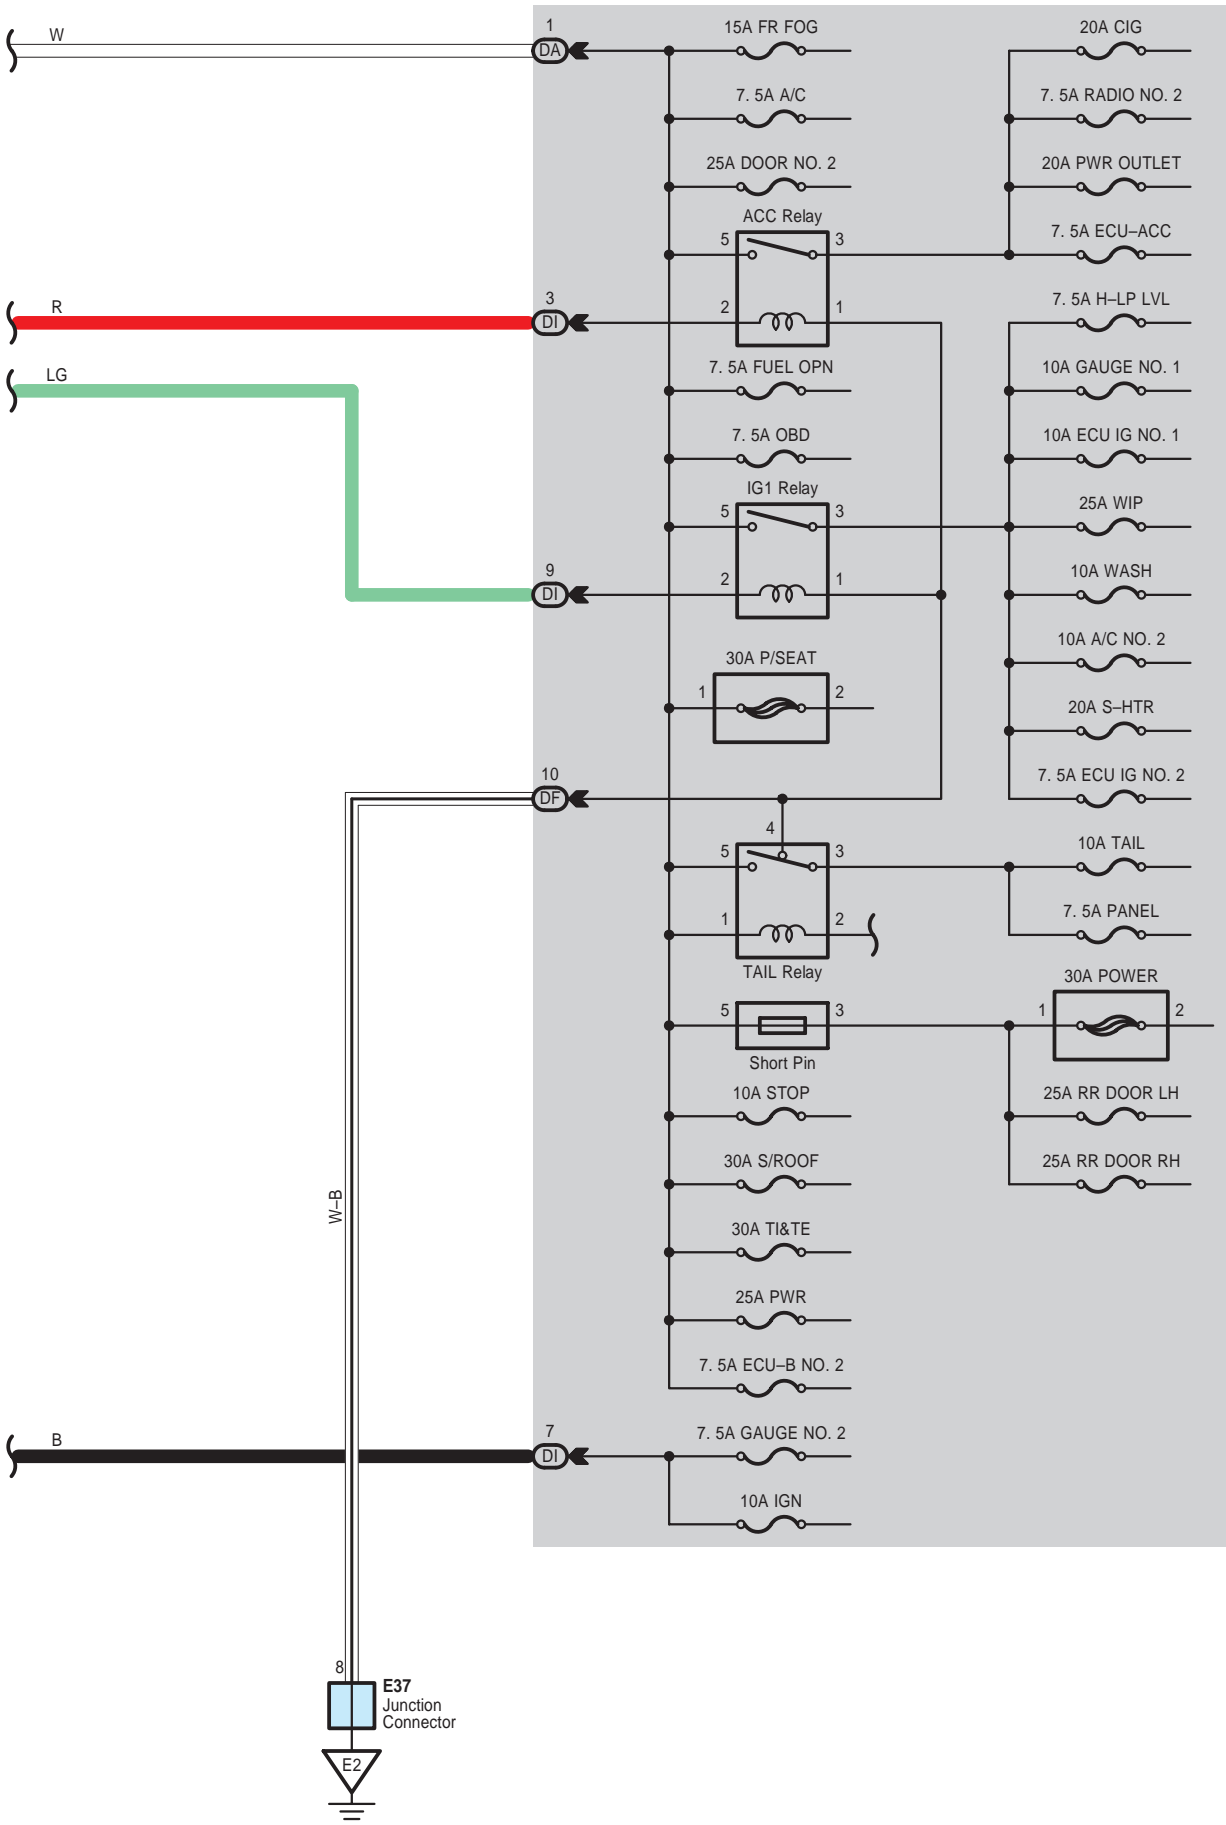 W
1
DA
15A FR FOG
20A CIG
7. 5A A/C
7. 5A RADIO NO. 2
25A DOOR NO. 2
20A PWR OUTLET
ACC Relay
5
3
7. 5A ECU–ACC
R
3
DI
2
1
7. 5A H–LP LVL
LG
7. 5A FUEL OPN
10A GAUGE NO. 1
7. 5A OBD
10A ECU IG NO. 1
IG1 Relay
5
3
25A WIP
9
DI
2
1
10A WASH
30A P/SEAT
1
2
10A A/C NO. 2
20A S–HTR
10
DF
7. 5A ECU IG NO. 2
4
5
3
10A TAIL
1
2
7. 5A PANEL
TAIL Relay
30A POWER
5
3
1
2
Short Pin
10A STOP
25A RR DOOR LH
30A S/ROOF
25A RR DOOR RH
W–B
30A TI&TE
25A PWR
7. 5A ECU–B NO. 2
B
7
DI
7. 5A GAUGE NO. 2
10A IGN
8
E37
Junction
Connector
E2